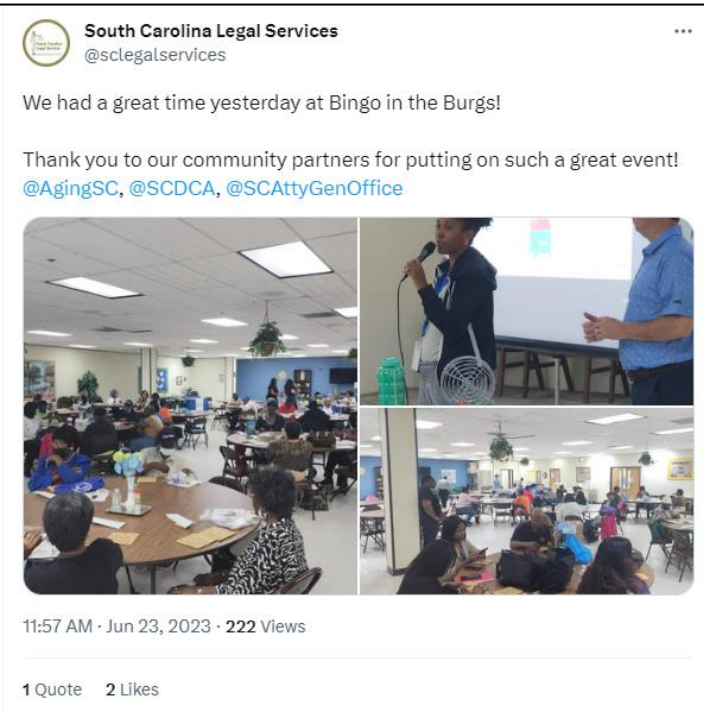 South Carolina Legal Services
@sclegalservices
We had a great time yesterday at Bingo in the Burgs!
Thank you to our community partners for putting on such a great event!
@AgingSC, @SCDCA, @SCAttyGenOffice
11:57 AM · Jun 23, 2023 · 222 Views
1 Quote 2 Likes